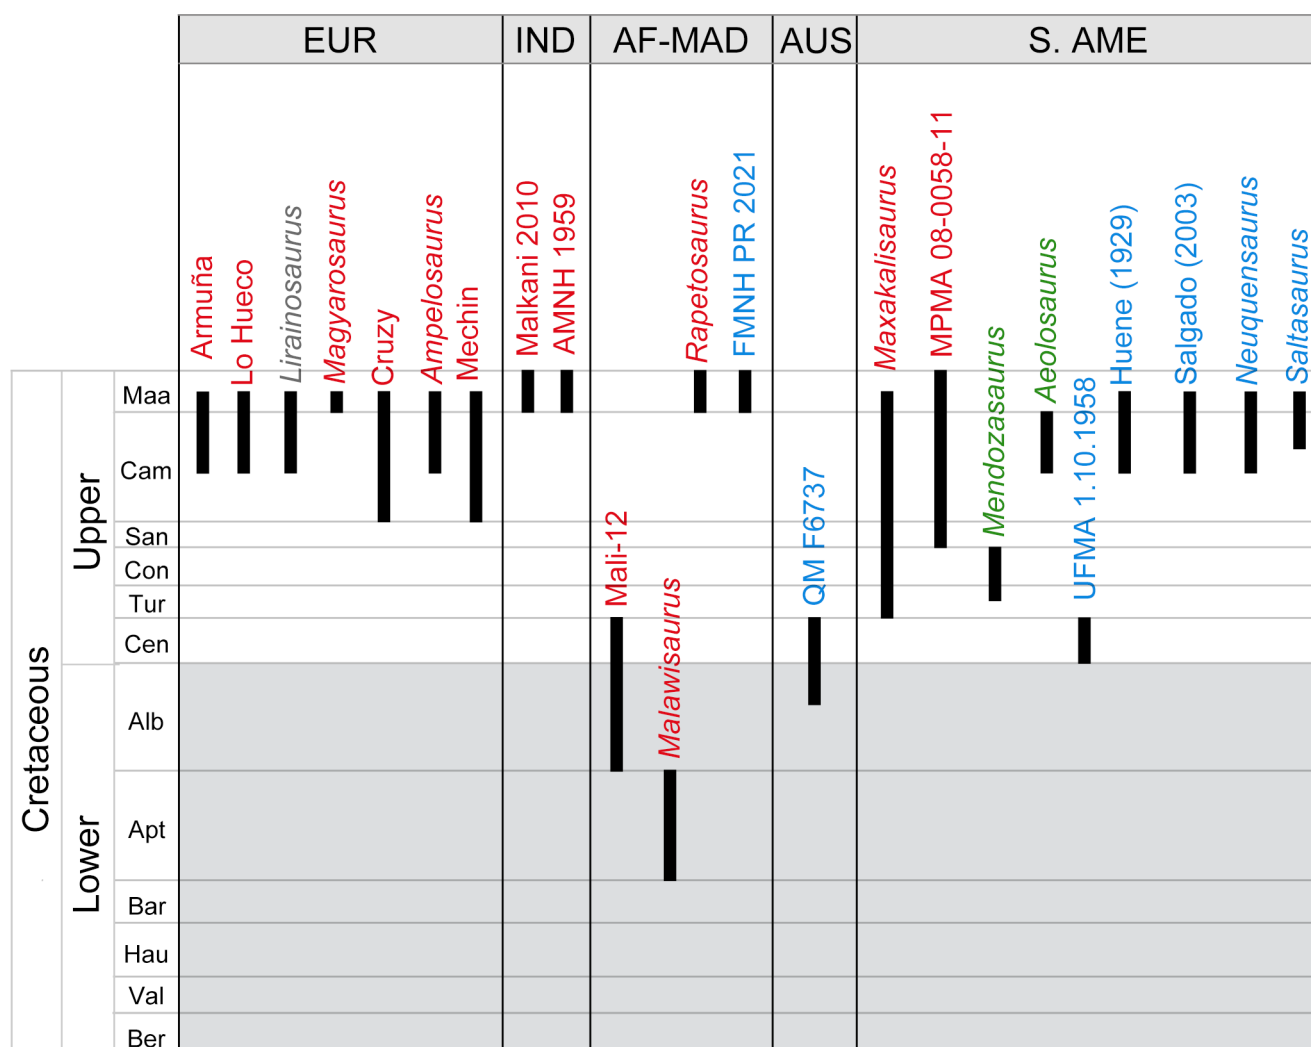 EUR
IND
AF-MAD
AUS
S. AME
Armuña
Lo Hueco
Lirainosaurus
Magyarosaurus
Cruzy
Ampelosaurus
Mechin
Malkani 2010
AMNH 1959
Mali-12
Malawisaurus
Rapetosaurus
FMNH PR 2021
QM F6737
Maxakalisaurus
MPMA 08-0058-11
Mendozasaurus
Aeolosaurus
UFMA 1.10.1958
Huene (1929)
Salgado (2003)
Neuquensaurus
Saltasaurus
Cretaceous
Upper
Lower
Maa
Cam
San
Con
Tur
Cen
Alb
Apt
Bar
Hau
Val
Ber